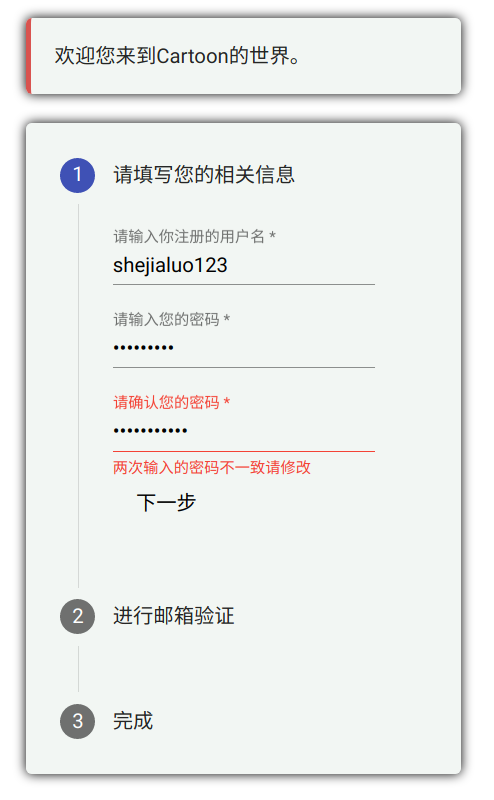 欢迎您来到Cartoon的世界。
1 请填写您的相关信息
请输入你注册的用户名 *
shejialuo123
请输入您的密码 *
•••••••••
请确认您的密码 *
•••••••••••
两次输入的密码不一致请修改
下一步
2 进行邮箱验证
3 完成